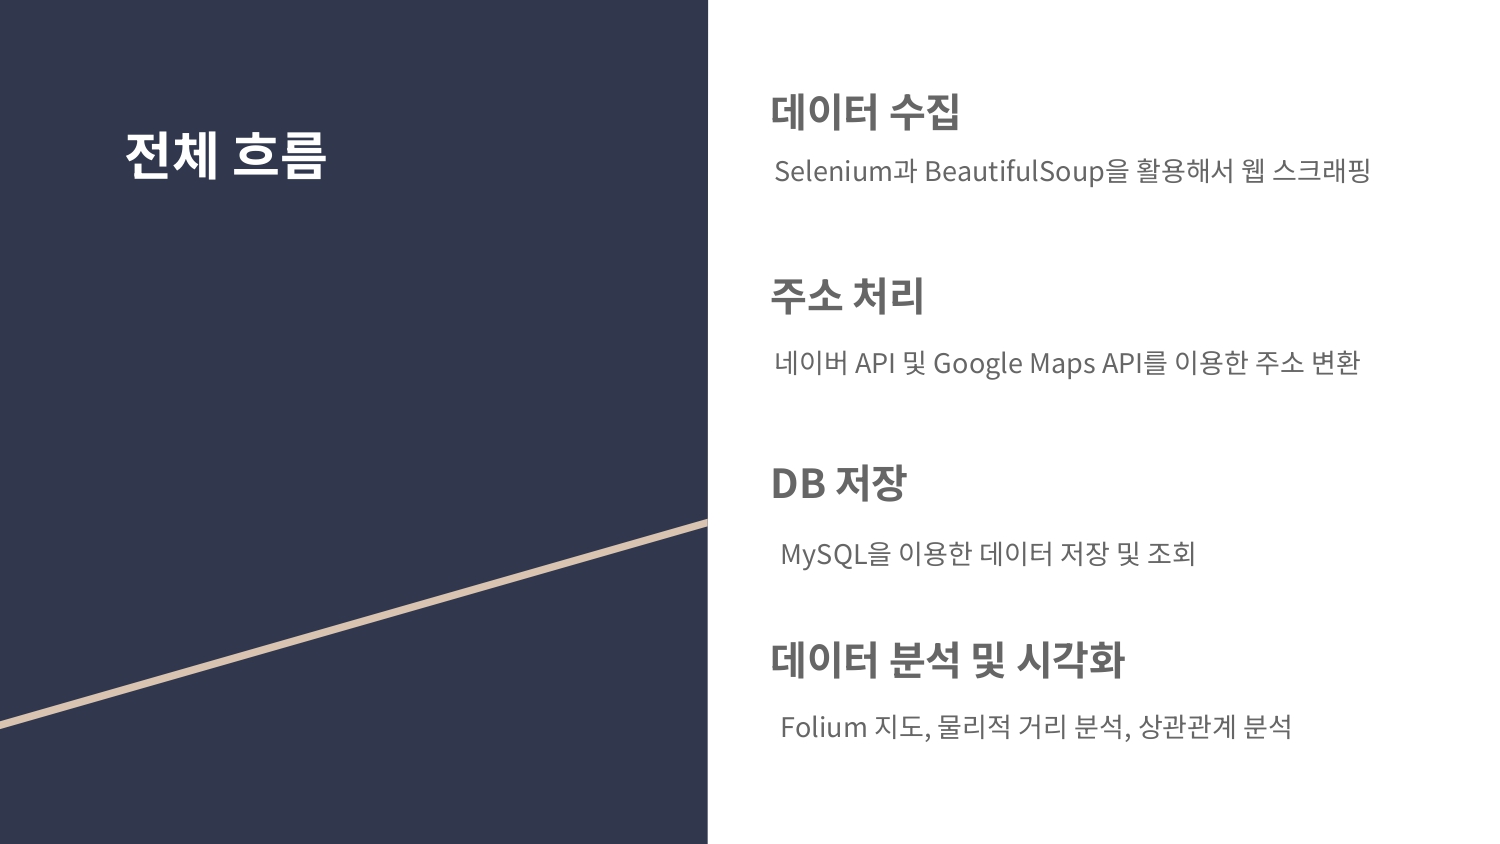 전체 흐름
데이터 수집
Selenium과 BeautifulSoup을 활용해서 웹 스크래핑
주소 처리
네이버 API 및 Google Maps API를 이용한 주소 변환
DB 저장
MySQL을 이용한 데이터 저장 및 조회
데이터 분석 및 시각화
Folium 지도, 물리적 거리 분석, 상관관계 분석